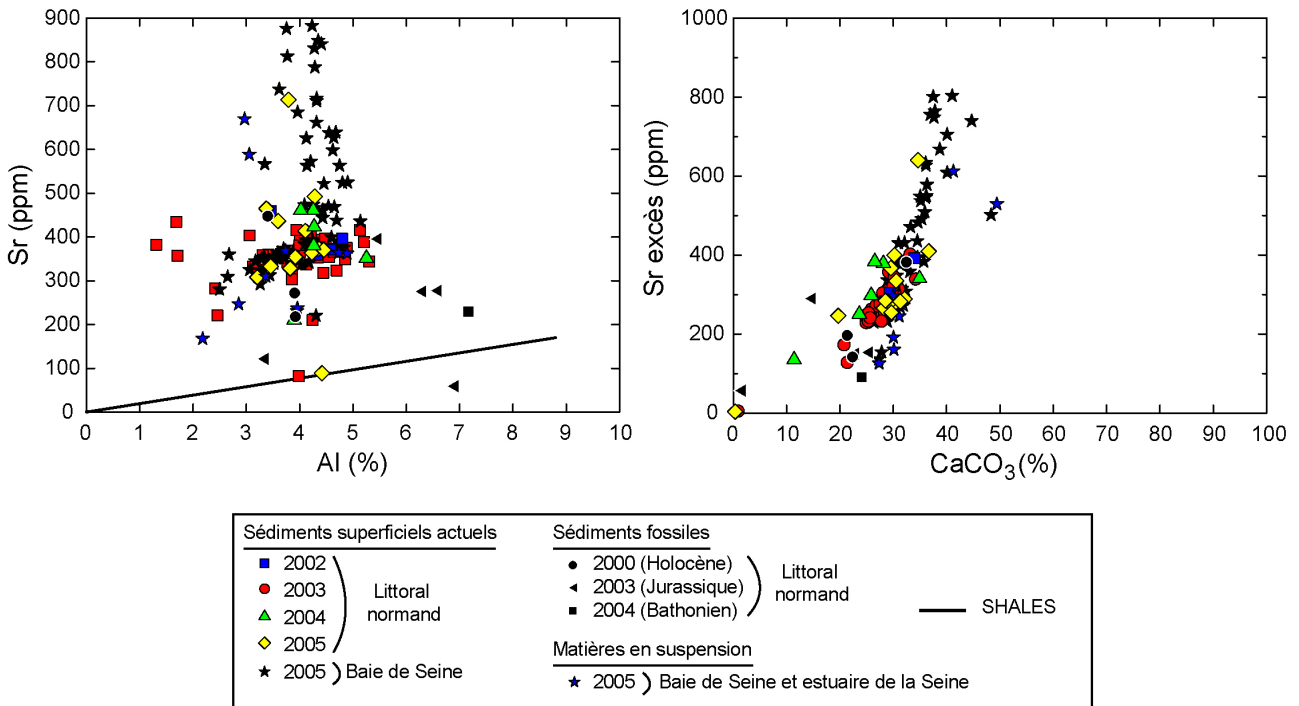 900
800
700
600
500
400
300
200
100
0
Sr (ppm)
0 1 2 3 4 5 6 7 8 9 10
Al (%)
1000
800
600
400
200
0
Sr excès (ppm)
0 10 20 30 40 50 60 70 80 90 100
CaCO₃(%)
Sédiments superficiels actuels
2002
2003
2004
2005
Littoral normand
2005 Baie de Seine
Sédiments fossiles
2000 (Holocène)
2003 (Jurassique)
2004 (Bathonien)
Littoral normand
Matières en suspension
2005 Baie de Seine et estuaire de la Seine
SHALES